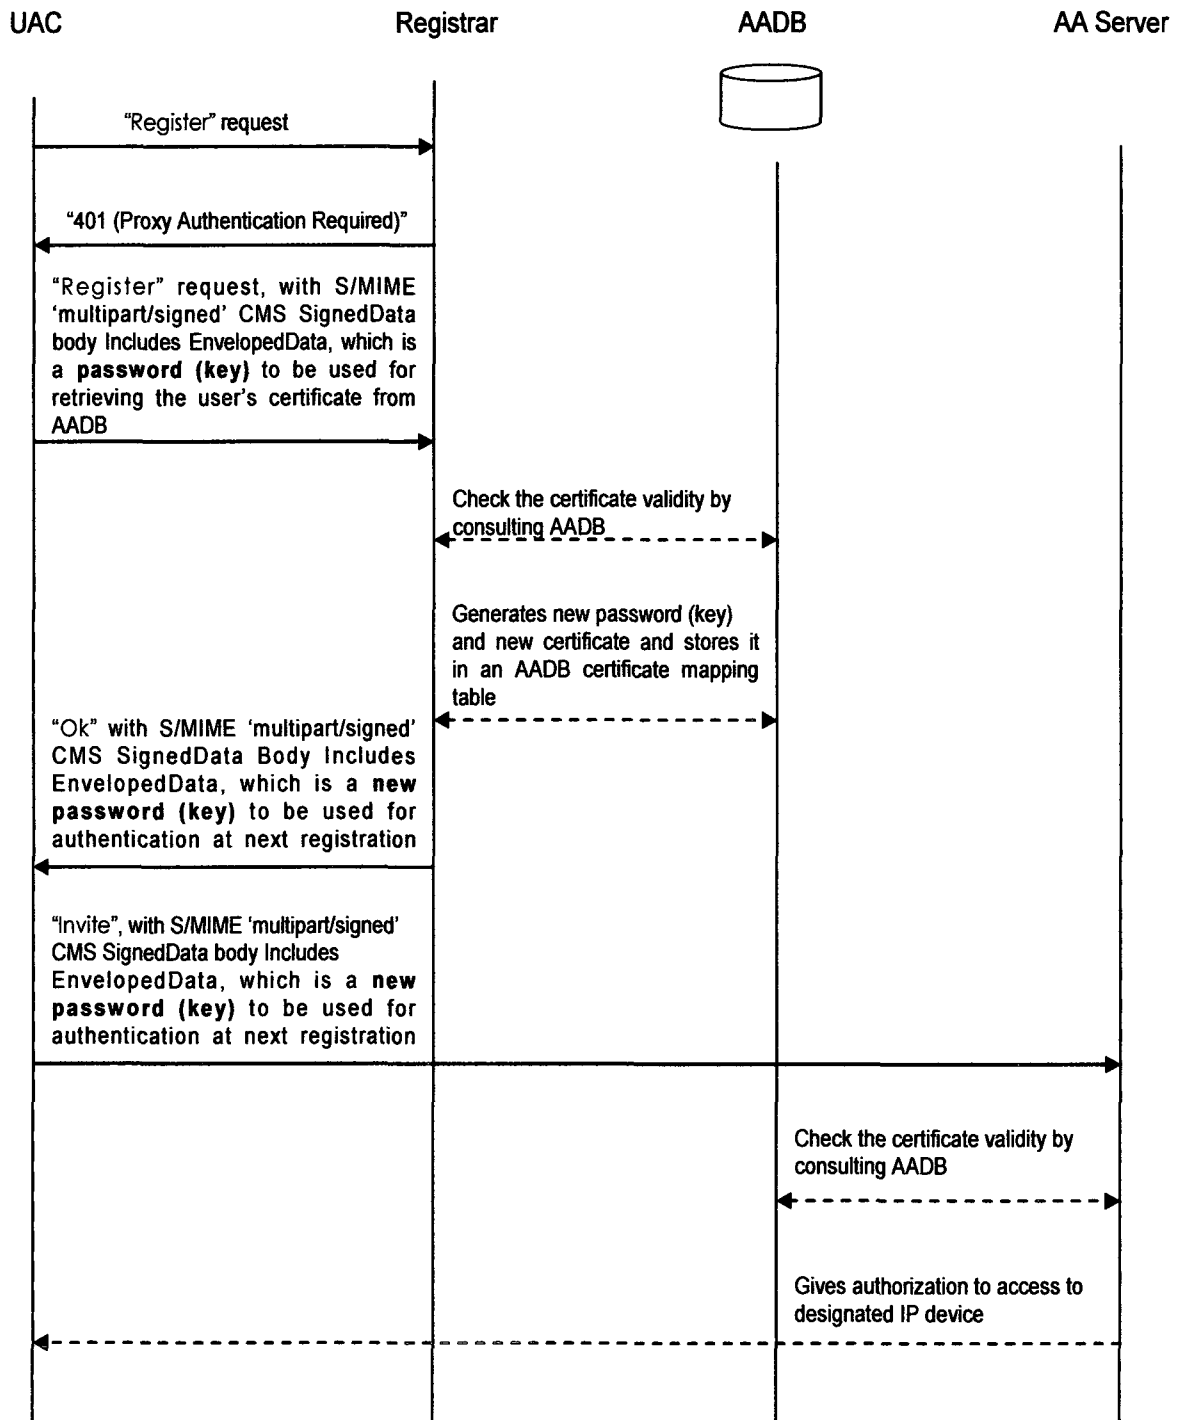 UAC Registrar AADB AA Server
"Register" request
"401 (Proxy Authentication Required)"
"Register" request, with S/MIME
'multipart/signed' CMS SignedData
body Includes EnvelopedData, which is
a password (key) to be used for
retrieving the user's certificate from
AADB
Check the certificate validity by
consulting AADB
Generates new password (key)
and new certificate and stores it
in an AADB certificate mapping
table
"Ok" with S/MIME 'multipart/signed'
CMS SignedData Body Includes
EnvelopedData, which is a new
password (key) to be used for
authentication at next registration
"Invite", with S/MIME 'multipart/signed'
CMS SignedData body Includes
EnvelopedData, which is a new
password (key) to be used for
authentication at next registration
Check the certificate validity by
consulting AADB
Gives authorization to access to
designated IP device